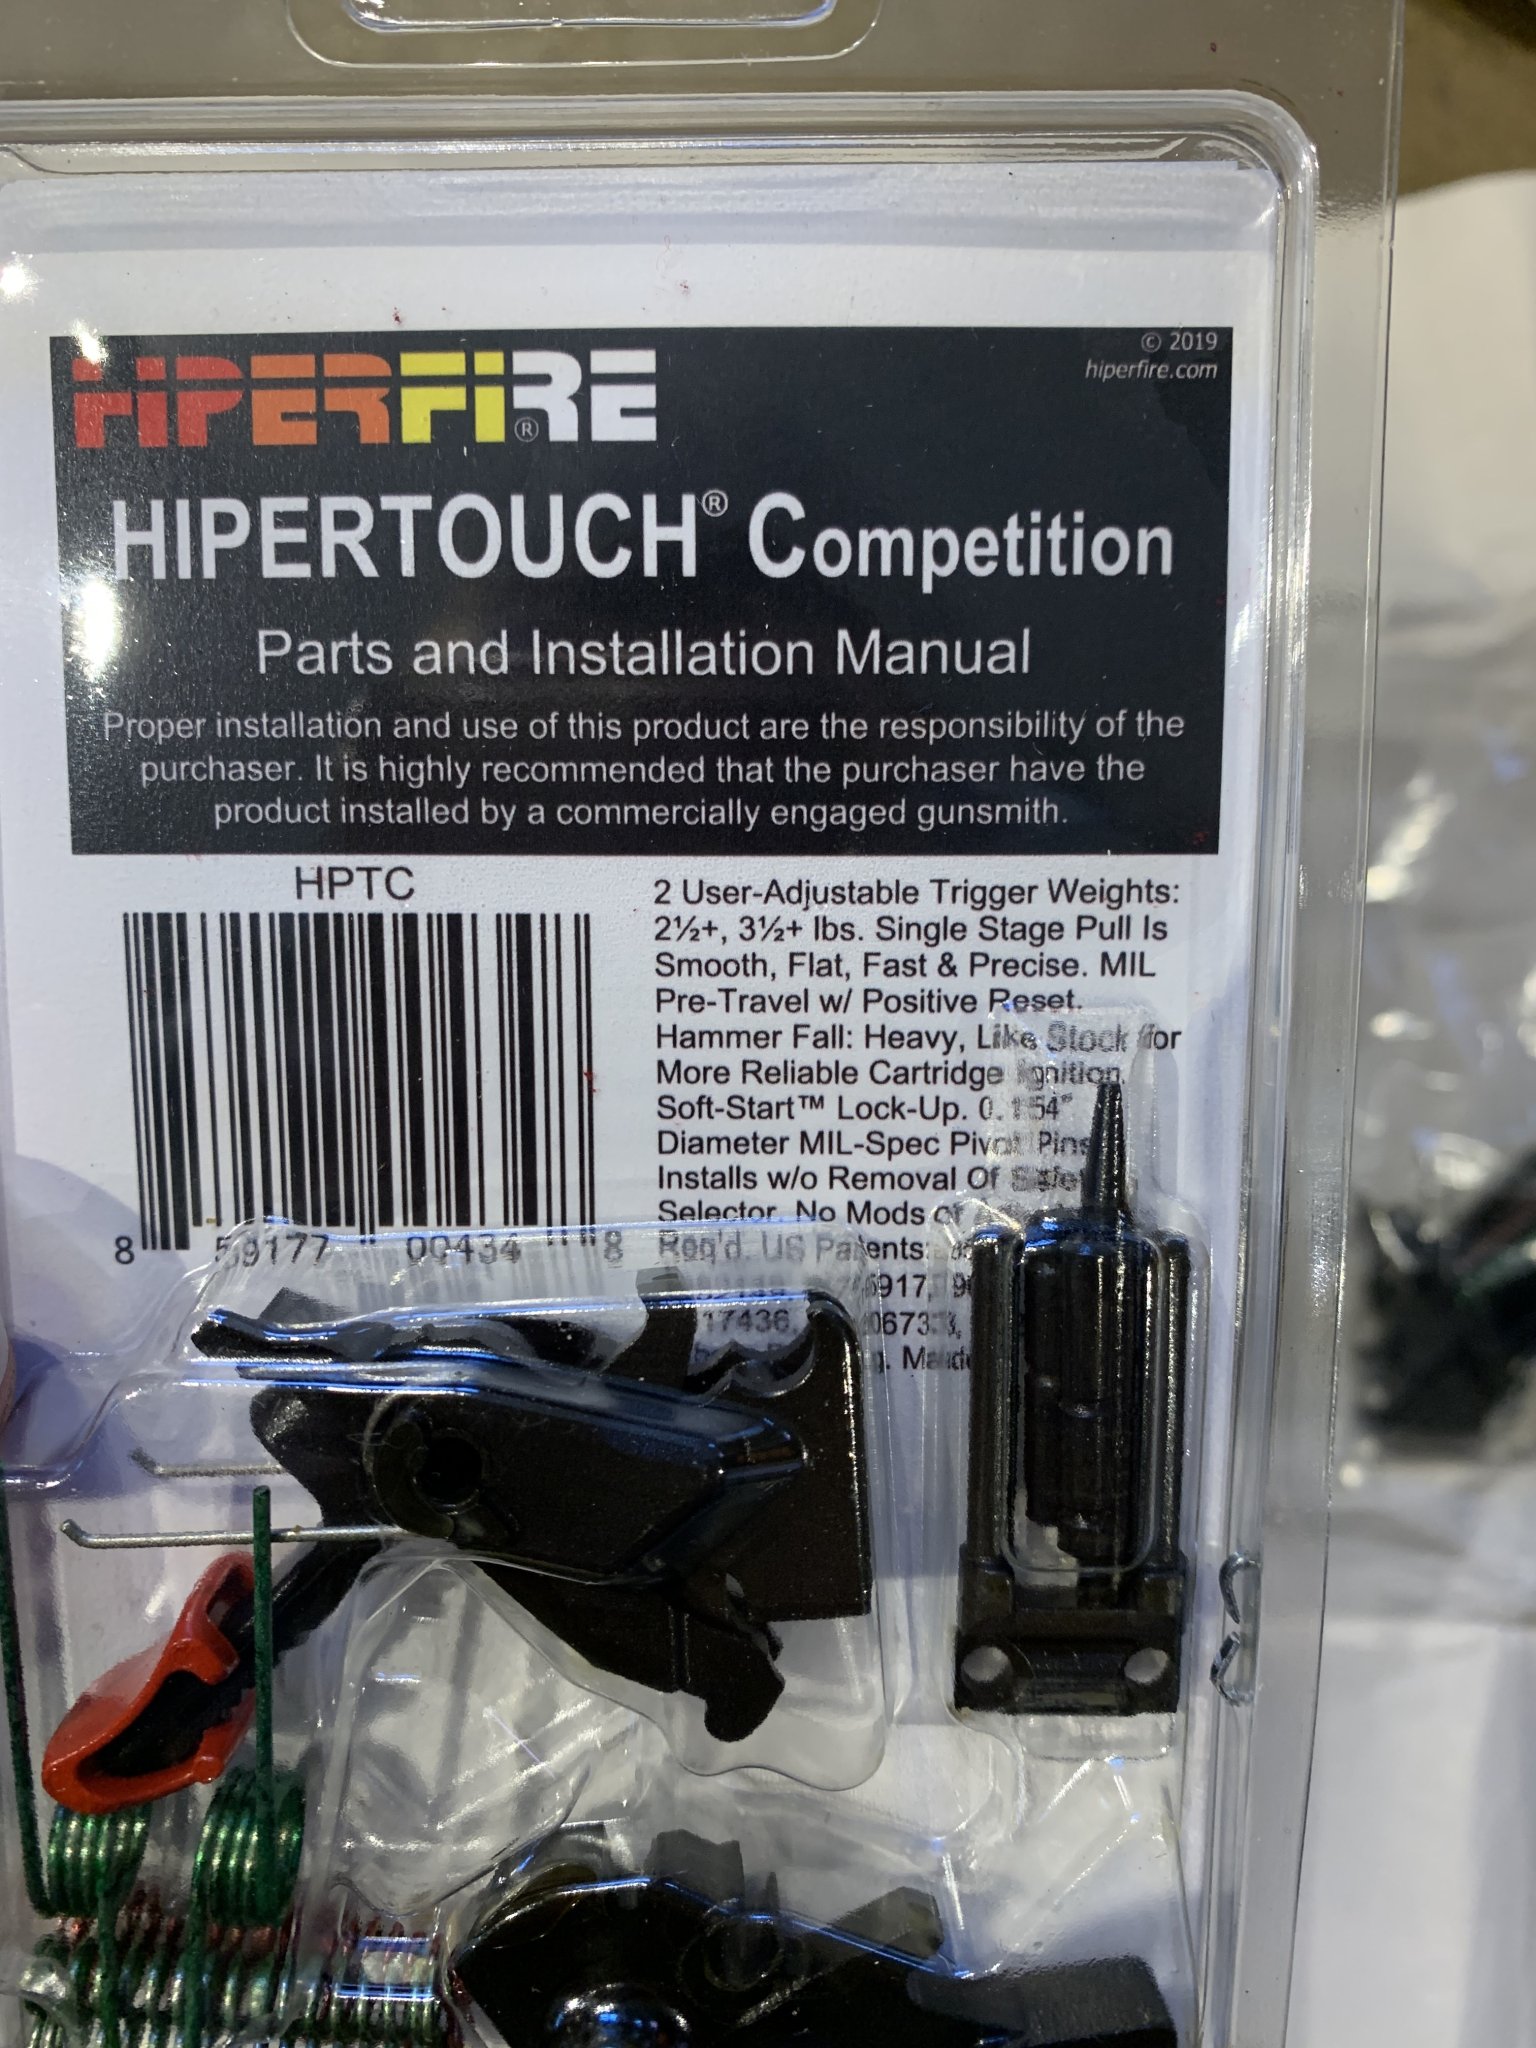 © 2019
HIPERFIRE®
hiperfire.com
HIPERTOUCH® Competition
Parts and Installation Manual
Proper installation and use of this product are the responsibility of the
purchaser. It is highly recommended that the purchaser have the
product installed by a commercially engaged gunsmith.
HPTC
8 59177 00434 8
2 User-Adjustable Trigger Weights:
2½+, 3½+ lbs. Single Stage Pull Is
Smooth, Flat, Fast & Precise. MIL
Pre-Travel w/ Positive Reset.
Hammer Fall: Heavy, Like Stock for
More Reliable Cartridge Ignition.
Soft-Start™ Lock-Up. 0.154"
Diameter MIL-Spec Pivot Pins
Installs w/o Removal Of Safety
Selector. No Mods or
Req'd. US Patents: